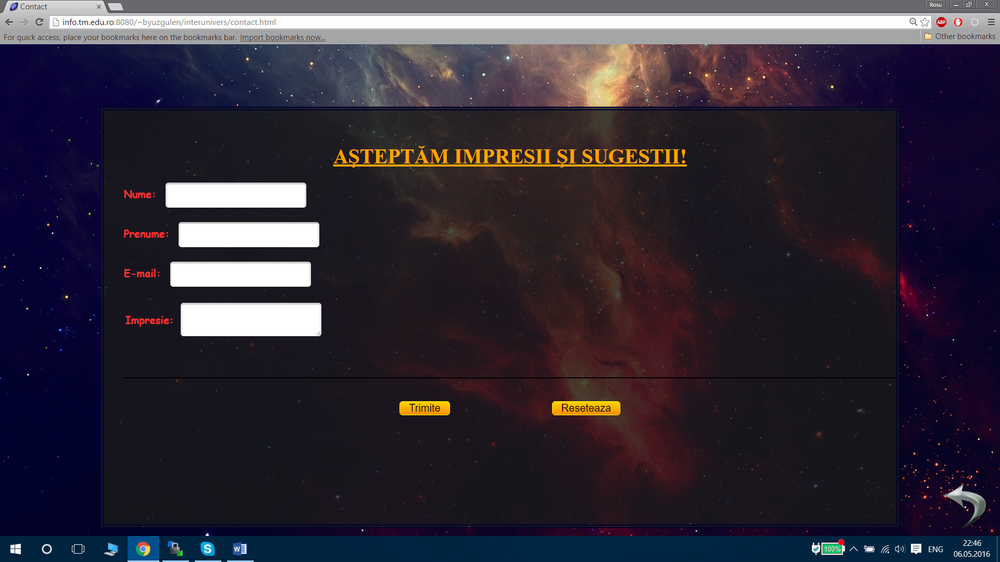 Contact
Rosu
info.tm.edu.ro:8080/~byuzgulen/interunivers/contact.html
ABP
For quick access, place your bookmarks here on the bookmarks bar. Import bookmarks now...
Other bookmarks
AŞTEPTĂM IMPRESII ŞI SUGESTII!
Nume:
Prenume:
E-mail:
Impresie:
Trimite
Reseteaza
100%
ENG
22:46
06.05.2016